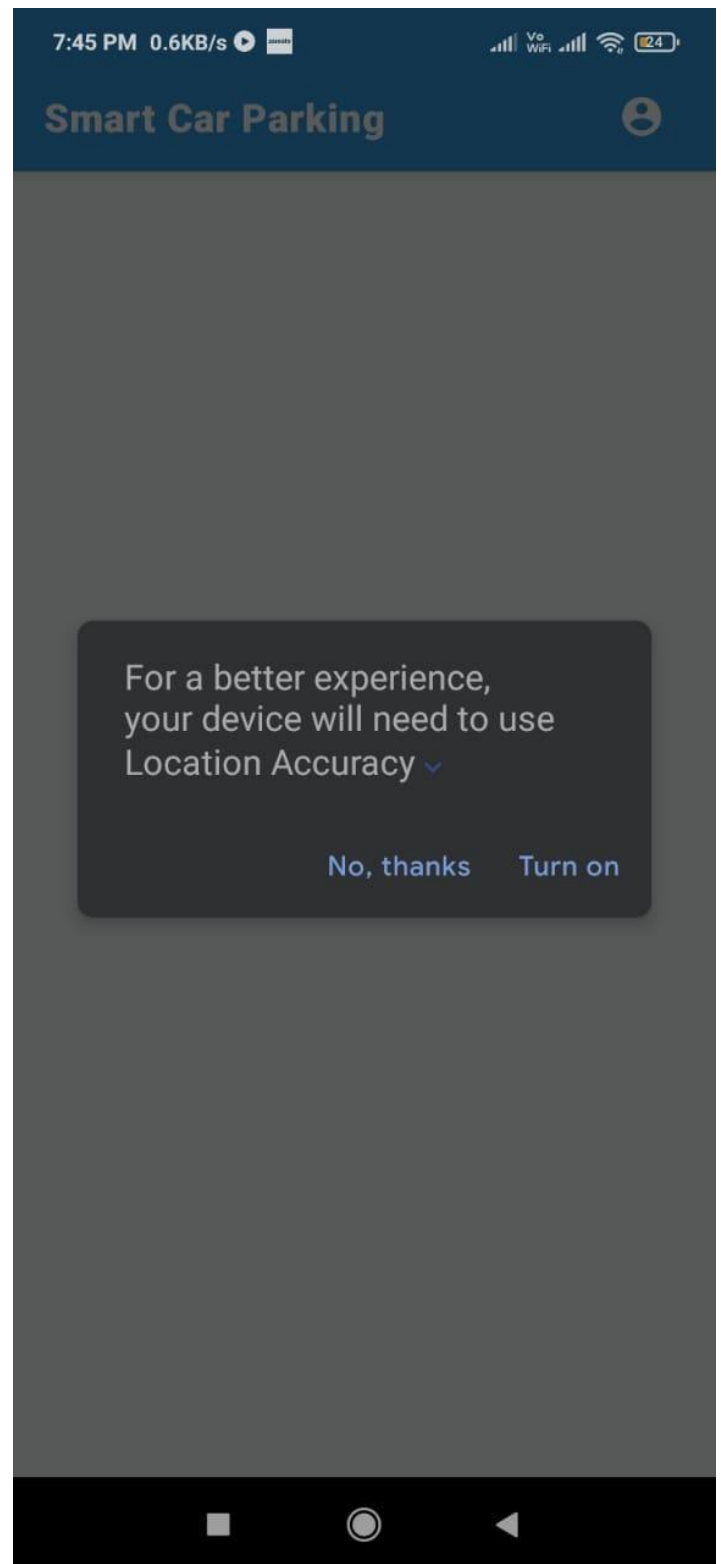 7:45 PM 0.6KB/s Vo WiFi 24
Smart Car Parking
For a better experience,
your device will need to use
Location Accuracy
No, thanks Turn on